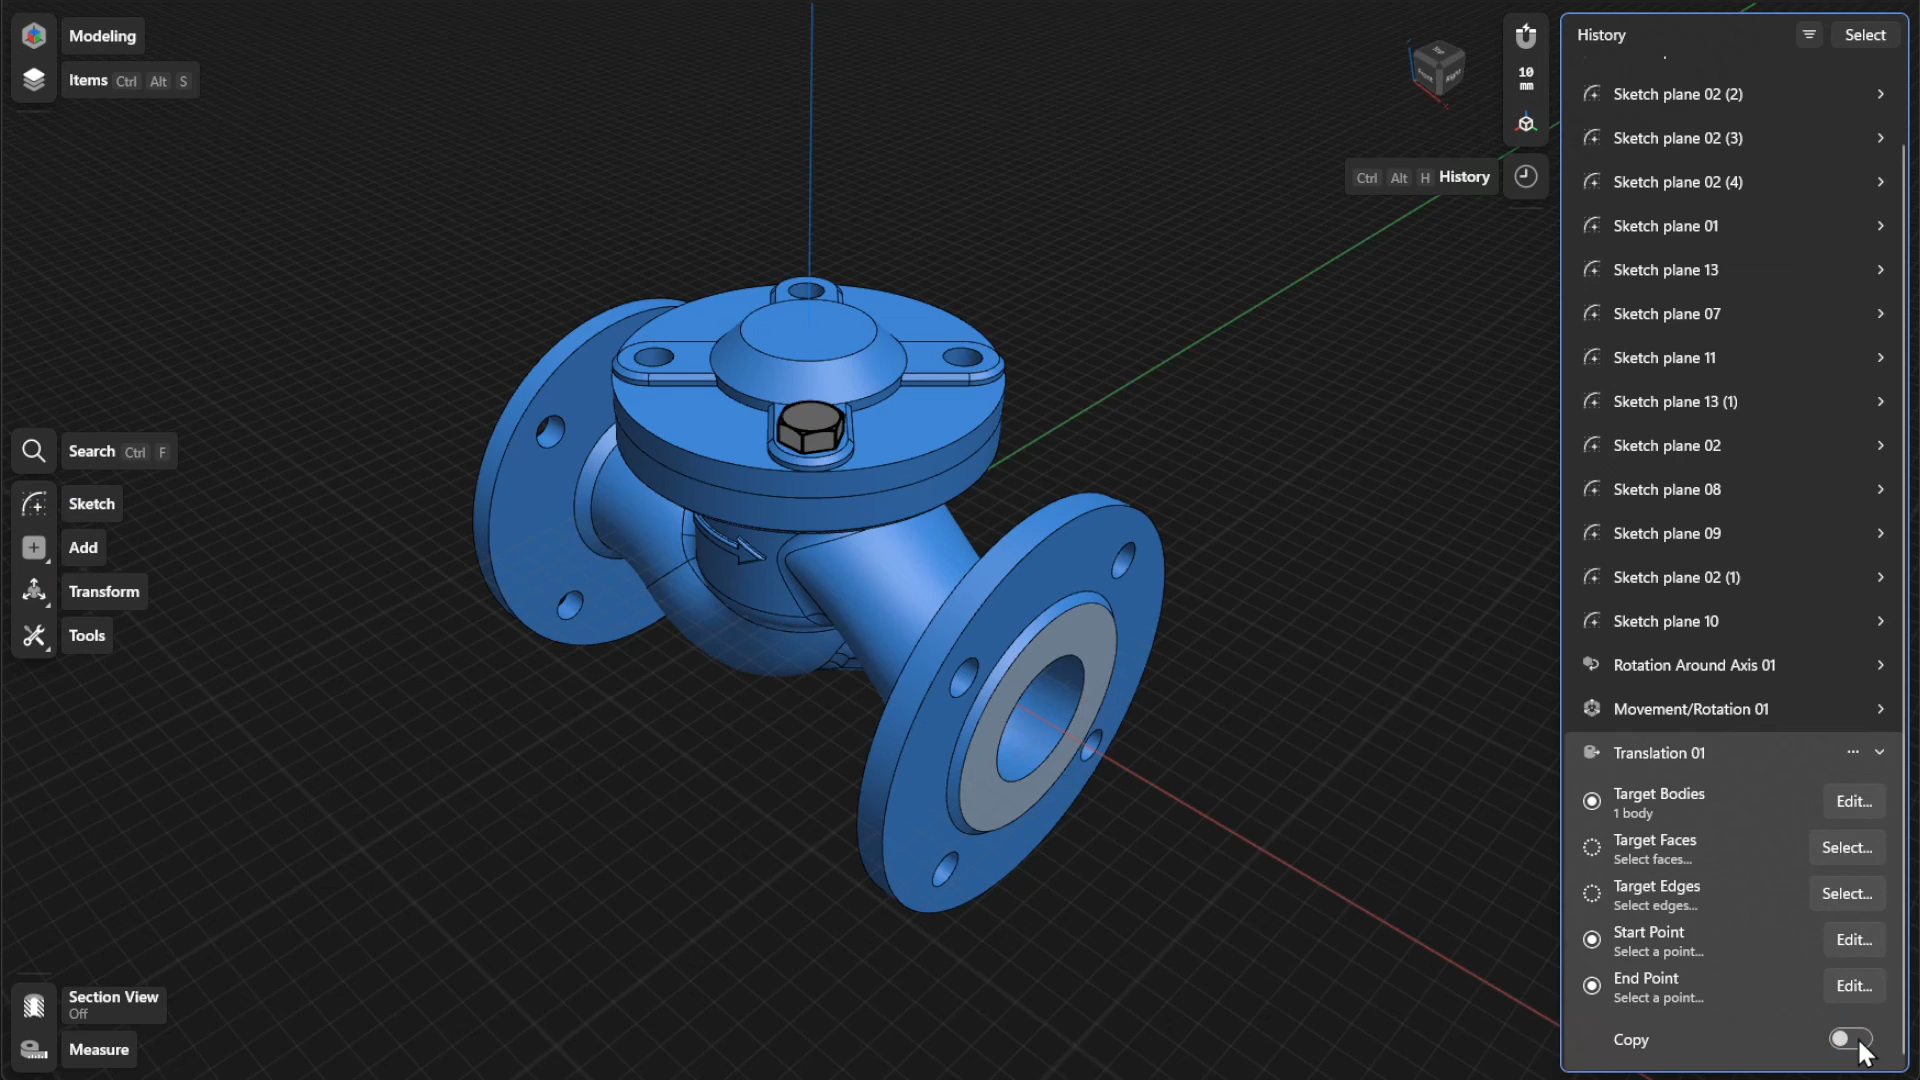 Modeling
Items Ctrl Alt S
Search Ctrl F
Sketch
Add
Transform
Tools
Section View
Off
Measure
Top
Front
Right
x
10
mm
Ctrl Alt H History
History
Select
Sketch plane 02 (2)
Sketch plane 02 (3)
Sketch plane 02 (4)
Sketch plane 01
Sketch plane 13
Sketch plane 07
Sketch plane 11
Sketch plane 13 (1)
Sketch plane 02
Sketch plane 08
Sketch plane 09
Sketch plane 02 (1)
Sketch plane 10
Rotation Around Axis 01
Movement/Rotation 01
Translation 01
Target Bodies
1 body
Edit...
Target Faces
Select faces...
Select...
Target Edges
Select edges...
Select...
Start Point
Select a point...
Edit...
End Point
Select a point...
Edit...
Copy